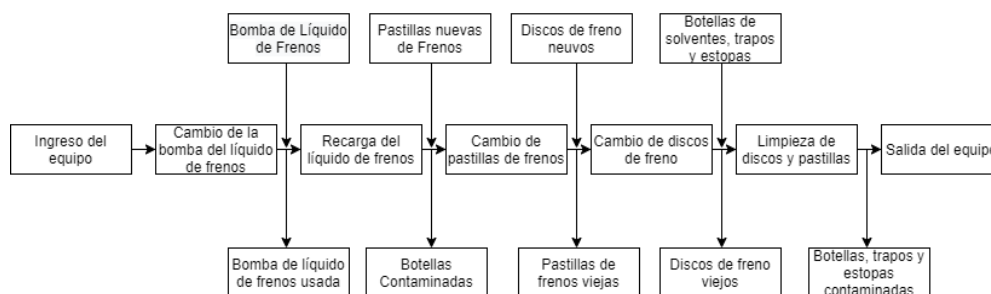 Bomba de Líquido
de Frenos
Pastillas nuevas
de Frenos
Discos de freno
neuvos
Botellas de
solventes, trapos
y estopas
Ingreso del
equipo
Cambio de la
bomba del líquido
de frenos
Recarga del
líquido de frenos
Cambio de
pastillas de frenos
Cambio de discos
de freno
Limpieza de
discos y pastillas
Salida del equipo
Bomba de líquido
de frenos usada
Botellas
Contaminadas
Pastillas de
frenos viejas
Discos de freno
viejos
Botellas, trapos y
estopas
contaminadas